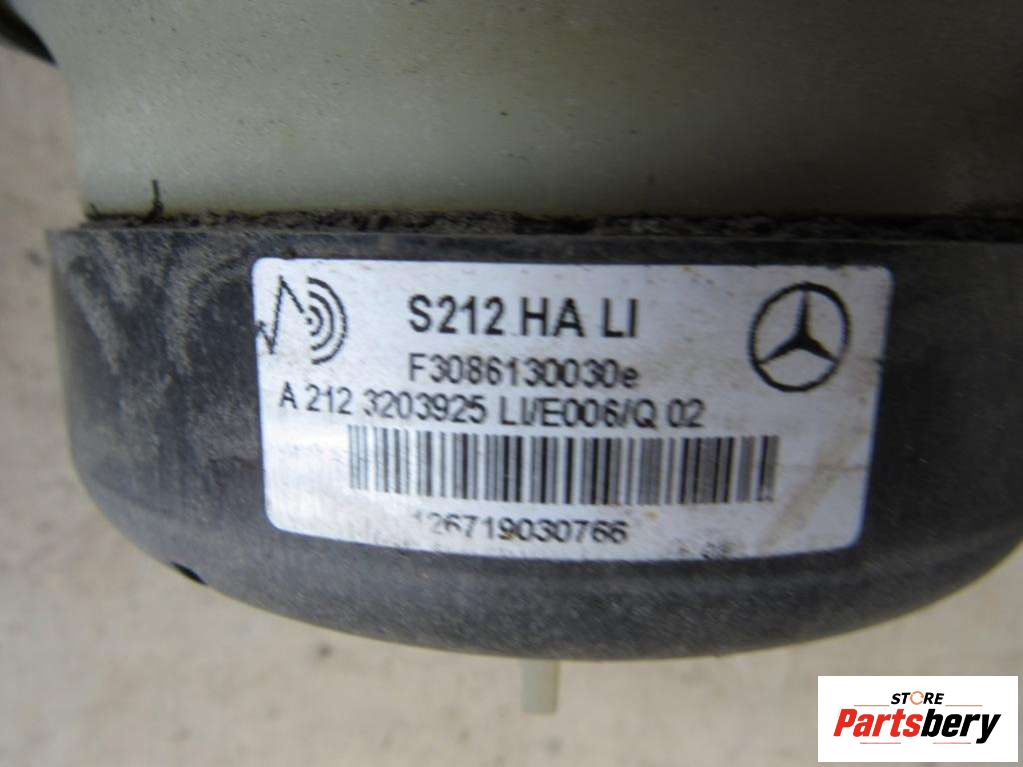 S212 HA LI
F3086130030e
A 212 3203925 LI/E006/Q 02
126719030766
STORE
Partsbery